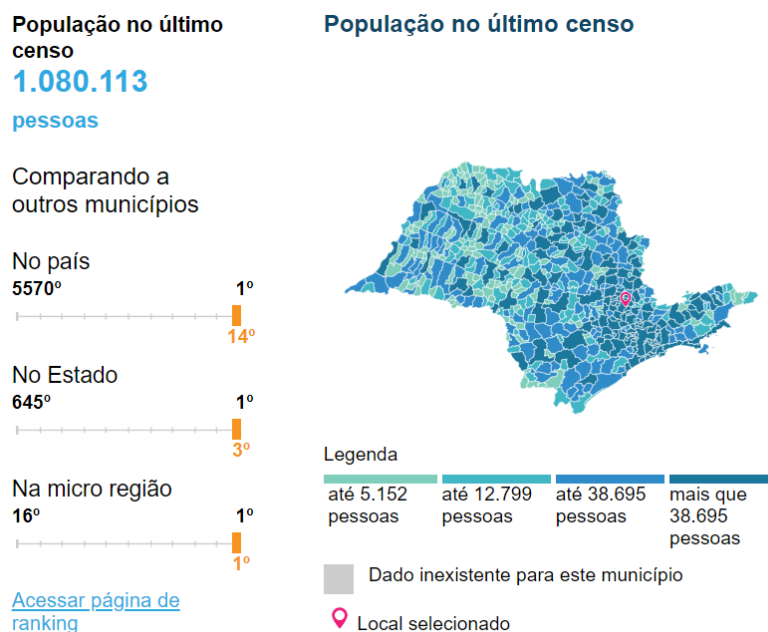 População no último
censo
1.080.113
pessoas
Comparando a
outros municípios
No país
5570º 1º
14º
No Estado
645º 1º
3º
Na micro região
16º 1º
1º
Acessar página de
ranking
População no último censo
Legenda
até 5.152
pessoas
até 12.799
pessoas
até 38.695
pessoas
mais que
38.695
pessoas
Dado inexistente para este município
Local selecionado